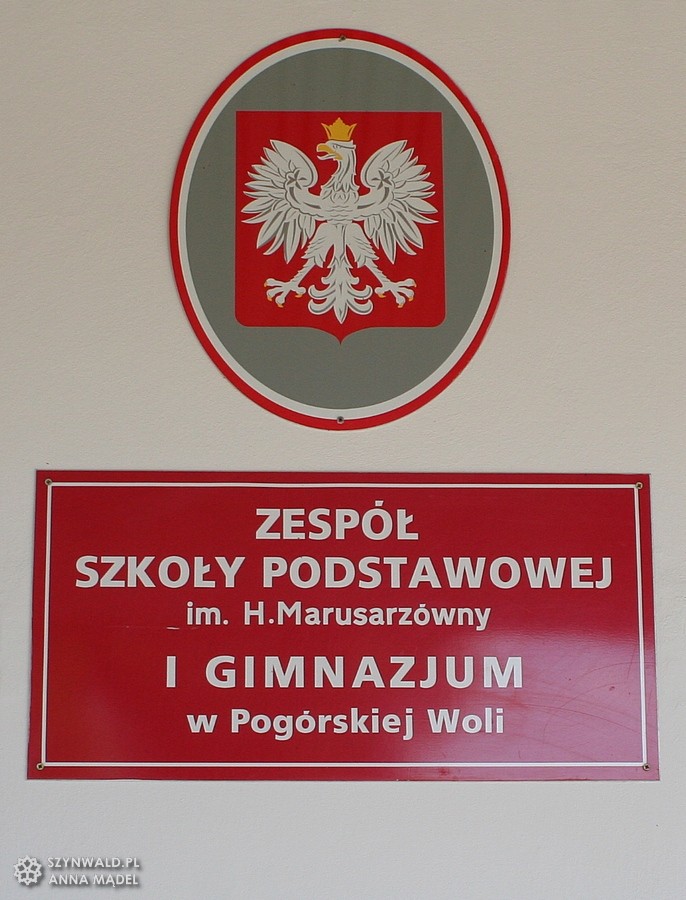 ZESPÓŁ
SZKOŁY PODSTAWOWEJ
im. H.Marusarzówny
I GIMNAZJUM
w Pogórskiej Woli
SZYNWALD.PL
ANNA MĄDEL